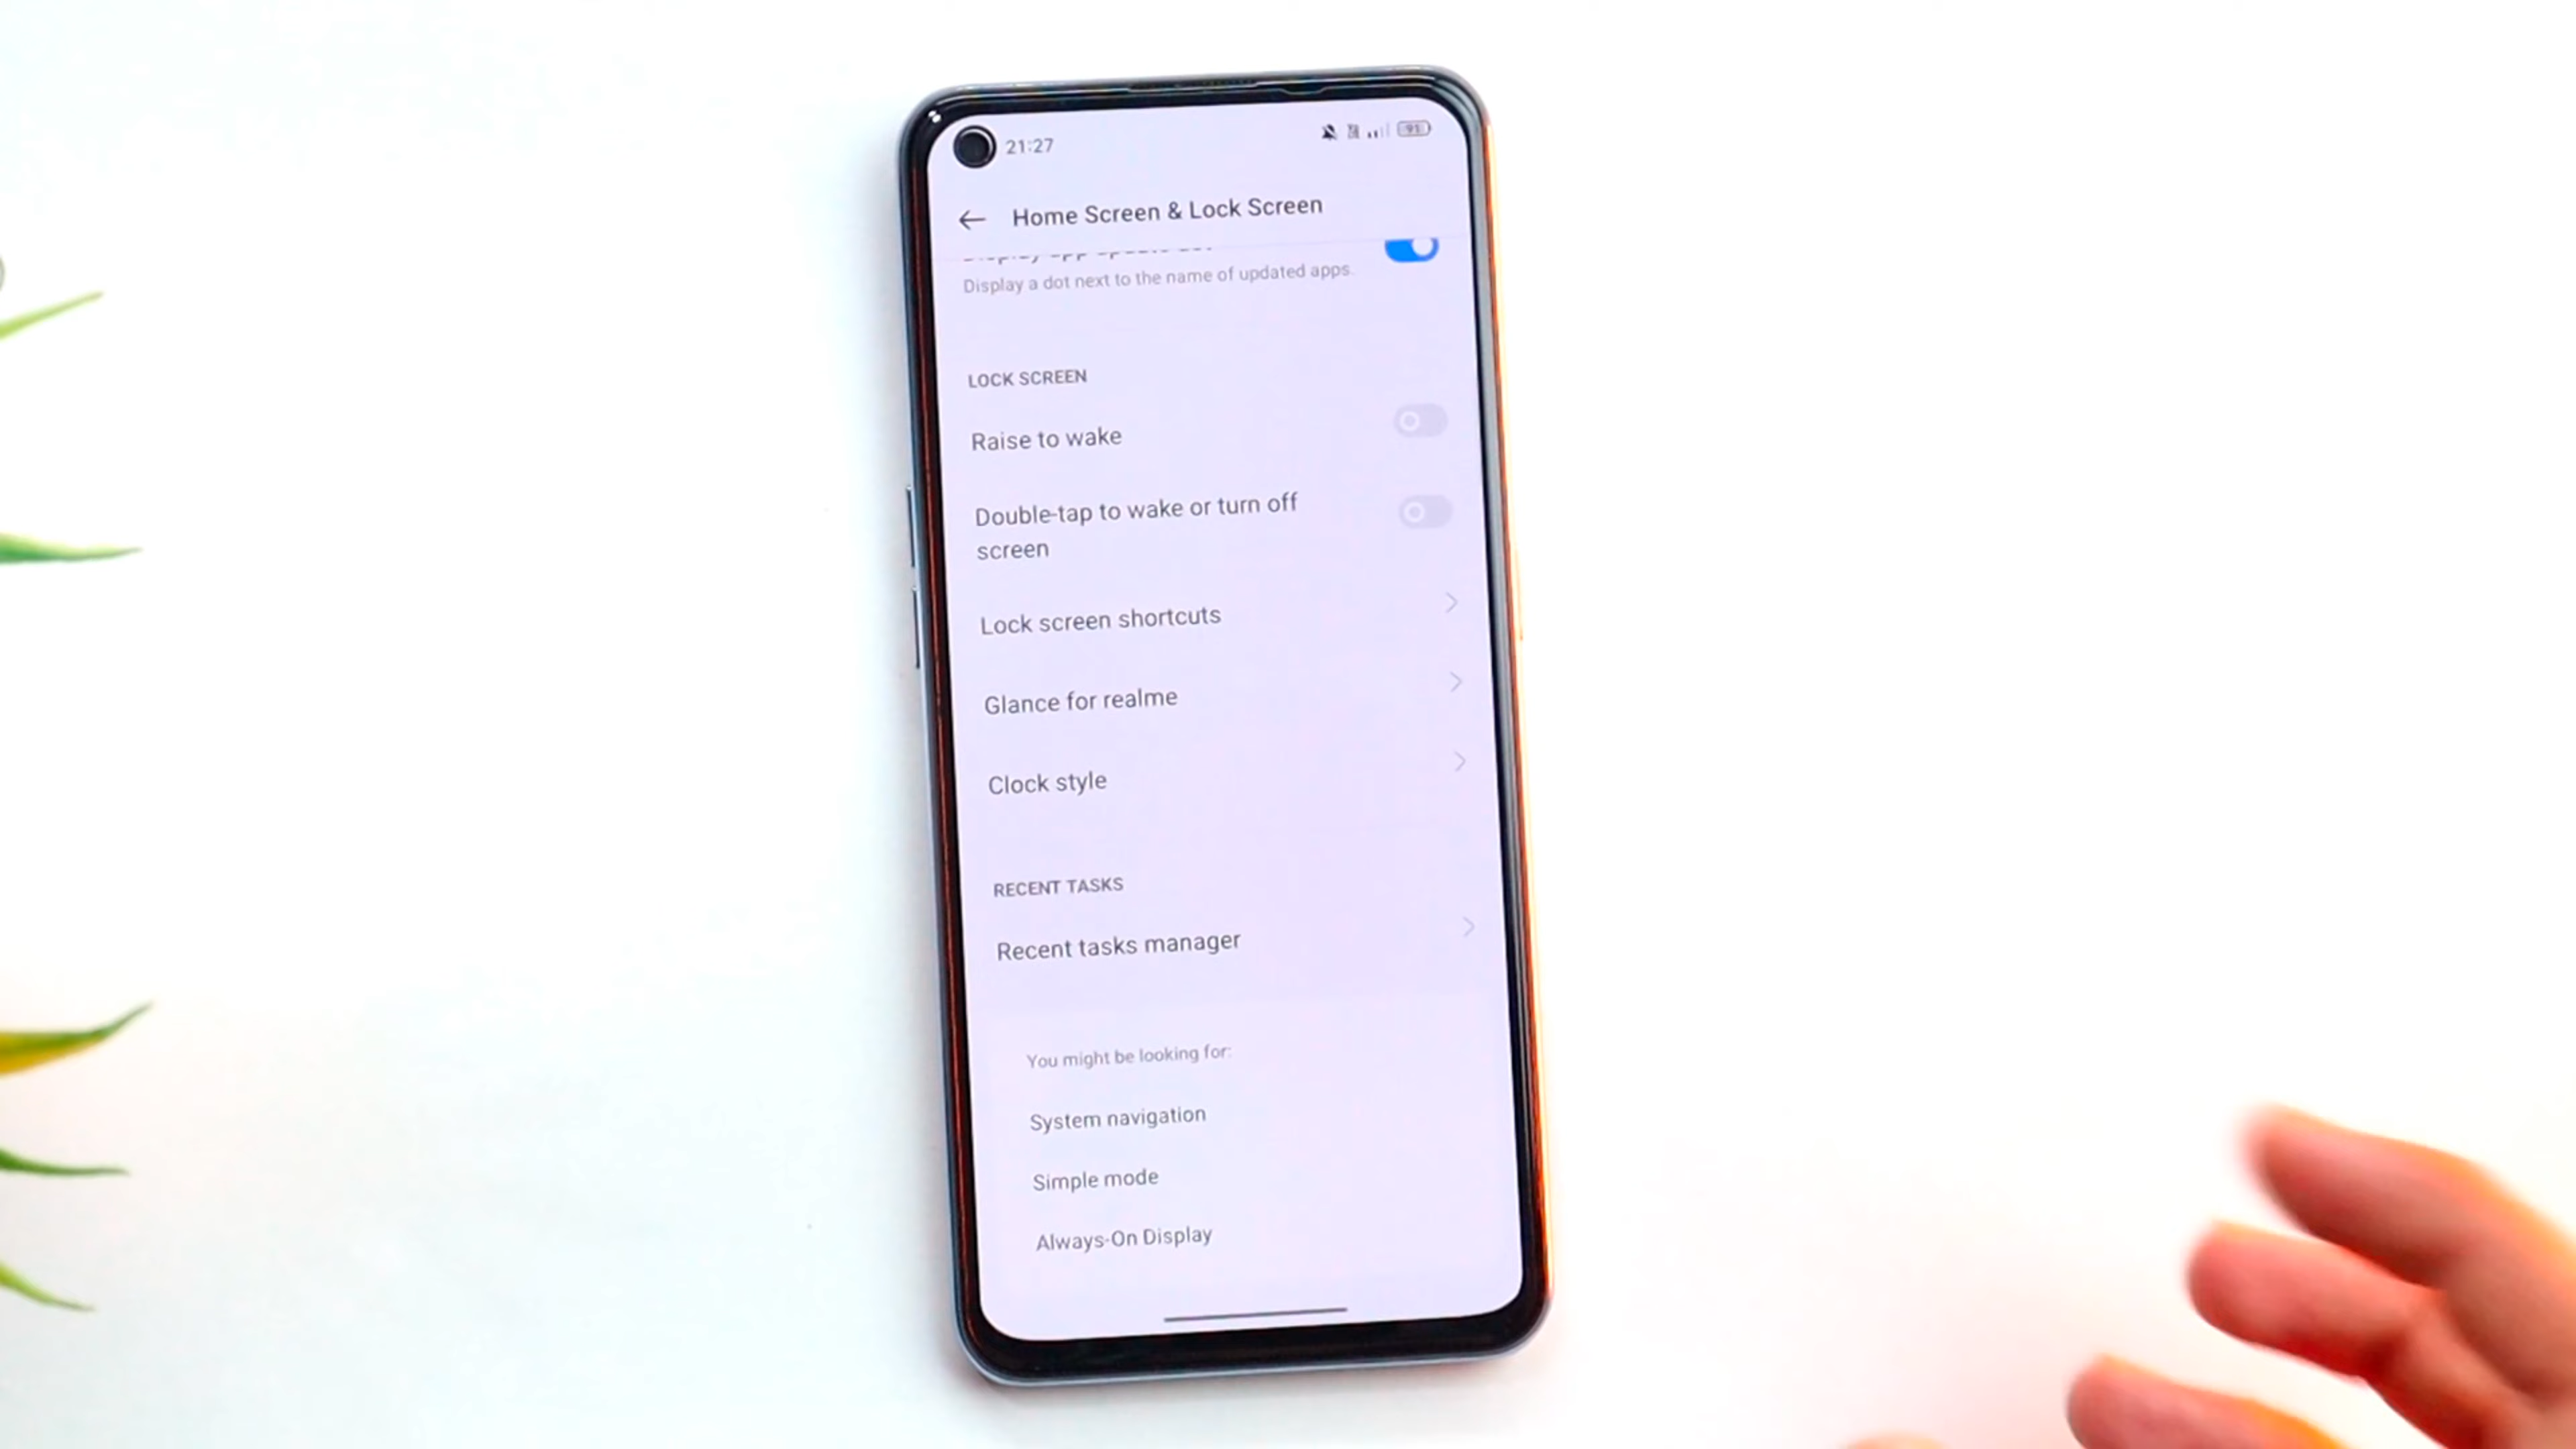 21:27
91
Home Screen & Lock Screen
Display a dot next to the name of updated apps.
LOCK SCREEN
Raise to wake
Double-tap to wake or turn off
screen
Lock screen shortcuts
Glance for realme
Clock style
RECENT TASKS
Recent tasks manager
You might be looking for:
System navigation
Simple mode
Always-On Display